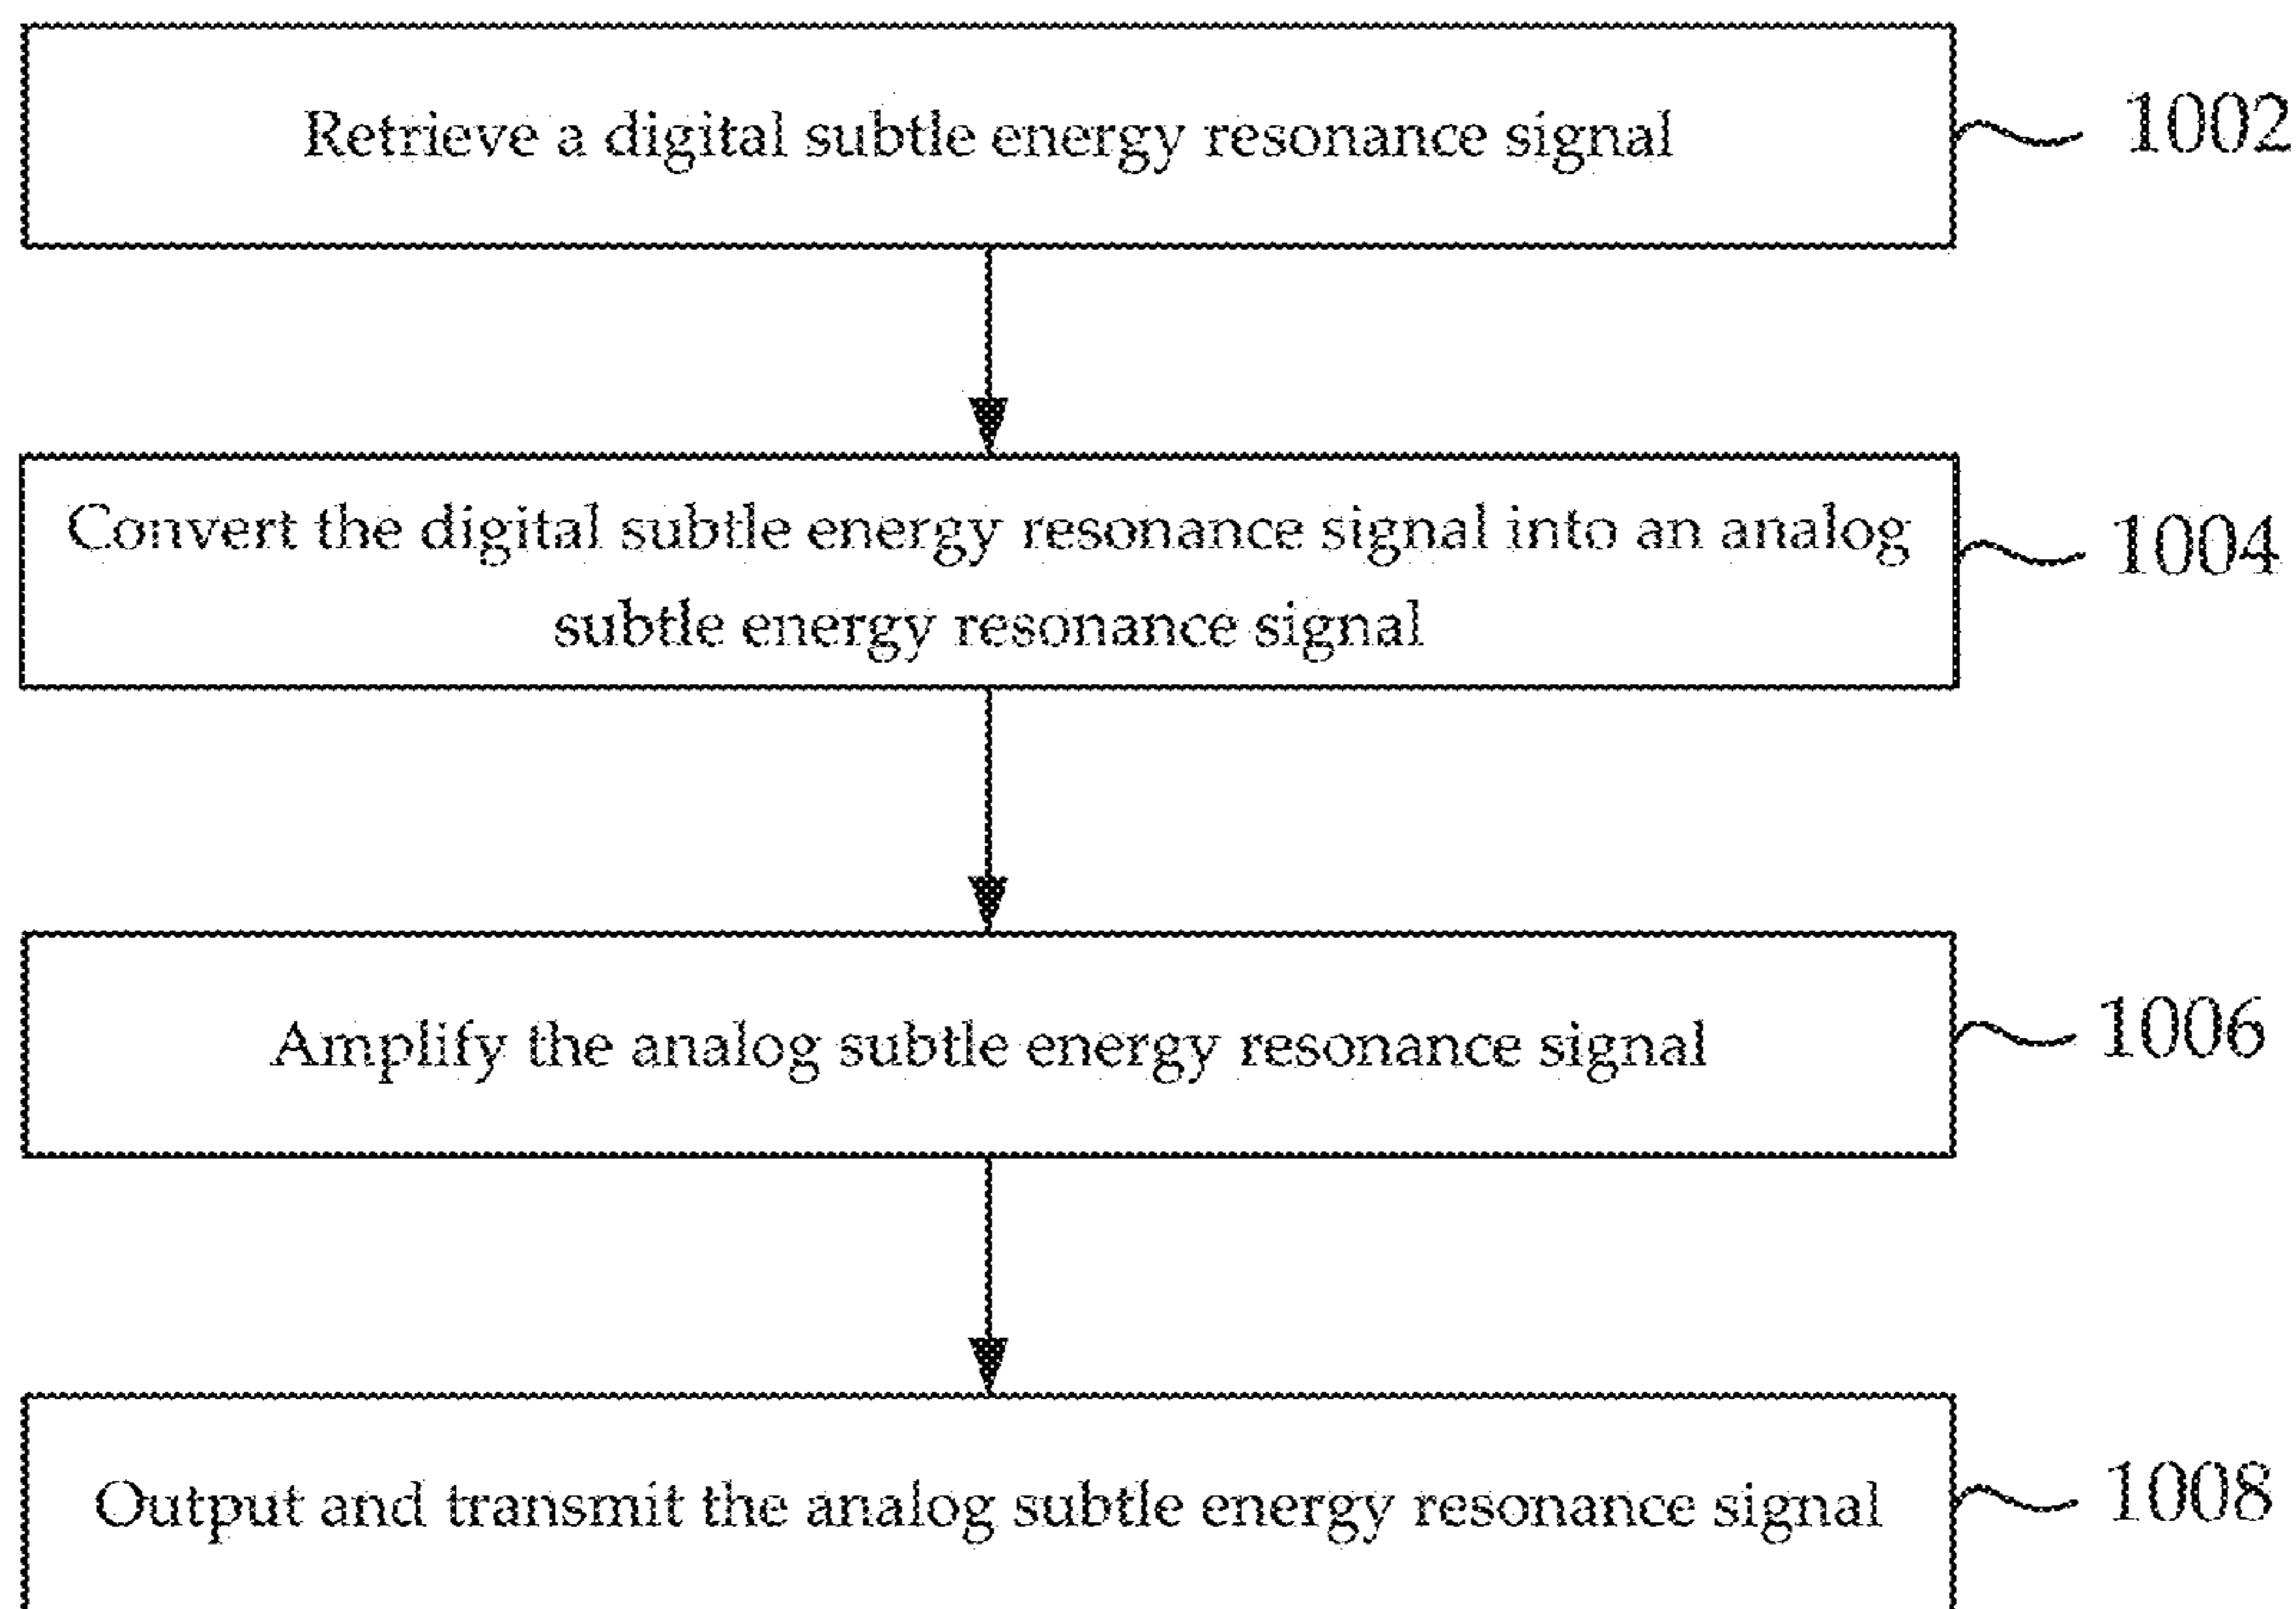 Retrieve a digital subtle energy resonance signal
1002
Convert the digital subtle energy resonance signal into an analog
subtle energy resonance signal
1004
Amplify the analog subtle energy resonance signal
1006
Output and transmit the analog subtle energy resonance signal
1008